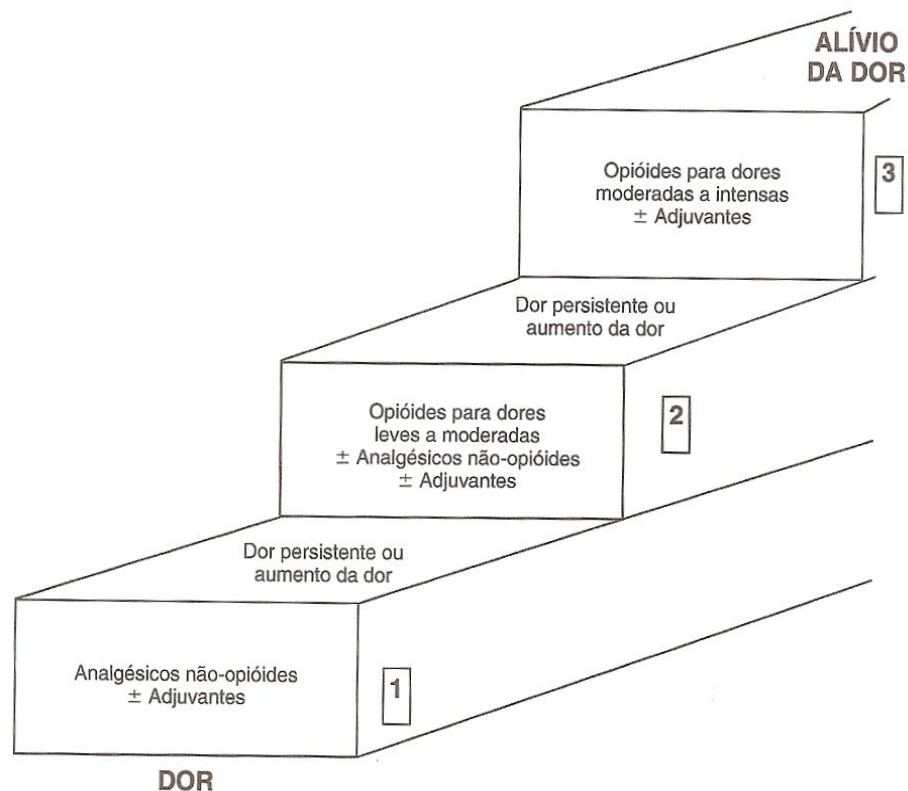 ALÍVIO
DA DOR
Opióides para dores
moderadas a intensas
± Adjuvantes
3
Dor persistente ou
aumento da dor
Opióides para dores
leves a moderadas
± Analgésicos não-opióides
± Adjuvantes
2
Dor persistente ou
aumento da dor
Analgésicos não-opióides
± Adjuvantes
1
DOR